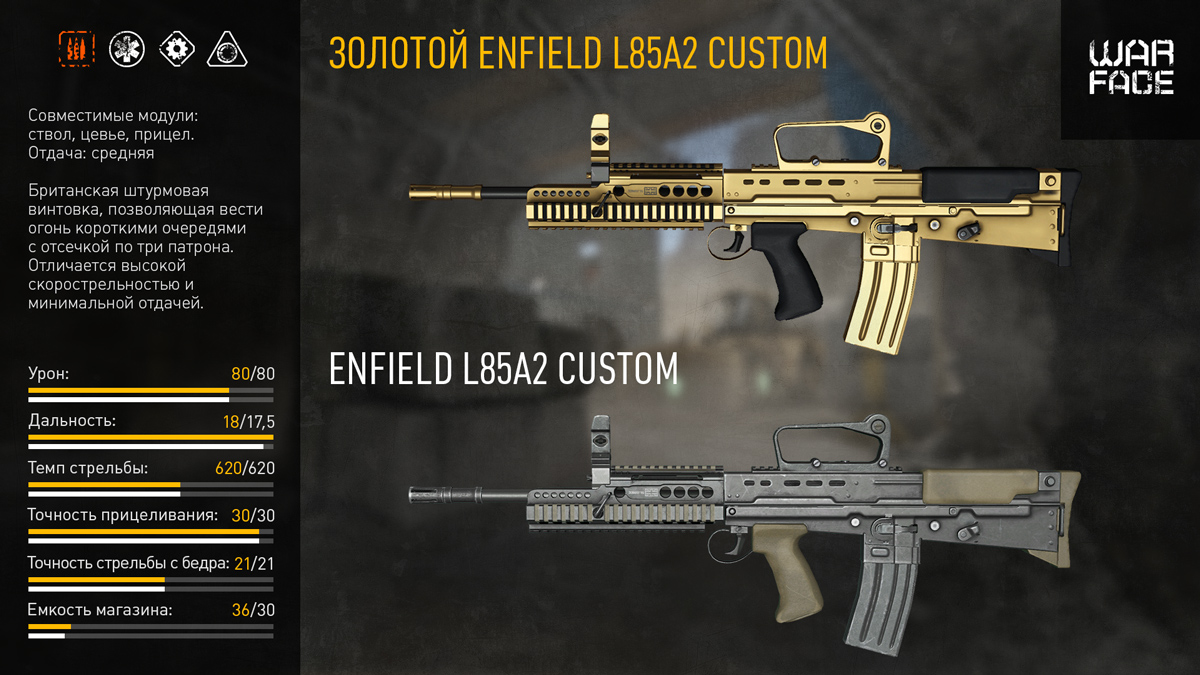 ЗОЛОТОЙ ENFIELD L85A2 CUSTOM
WAR
FACE
Совместимые модули:
ствол, цевье, прицел.
Отдача: средняя
Британская штурмовая
винтовка, позволяющая вести
огонь короткими очередями
с отсечкой по три патрона.
Отличается высокой
скорострельностью и
минимальной отдачей.
ENFIELD L85A2 CUSTOM
Урон: 80/80
Дальность: 18/17,5
Темп стрельбы: 620/620
Точность прицеливания: 30/30
Точность стрельбы с бедра: 21/21
Емкость магазина: 36/30